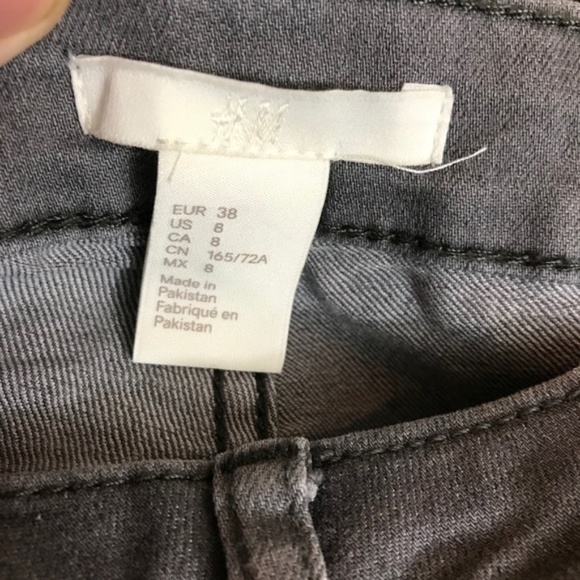 H&M
EUR 38
US 8
CA 8
CN 165/72A
MX 8
Made in
Pakistan
Fabriqué en
Pakistan